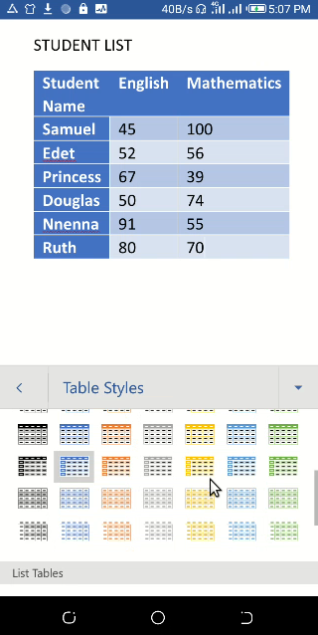 40B/s 4G 5:07 PM
STUDENT LIST
Student Name English Mathematics
Samuel 45 100
Edet 52 56
Princess 67 39
Douglas 50 74
Nnenna 91 55
Ruth 80 70
Table Styles
List Tables